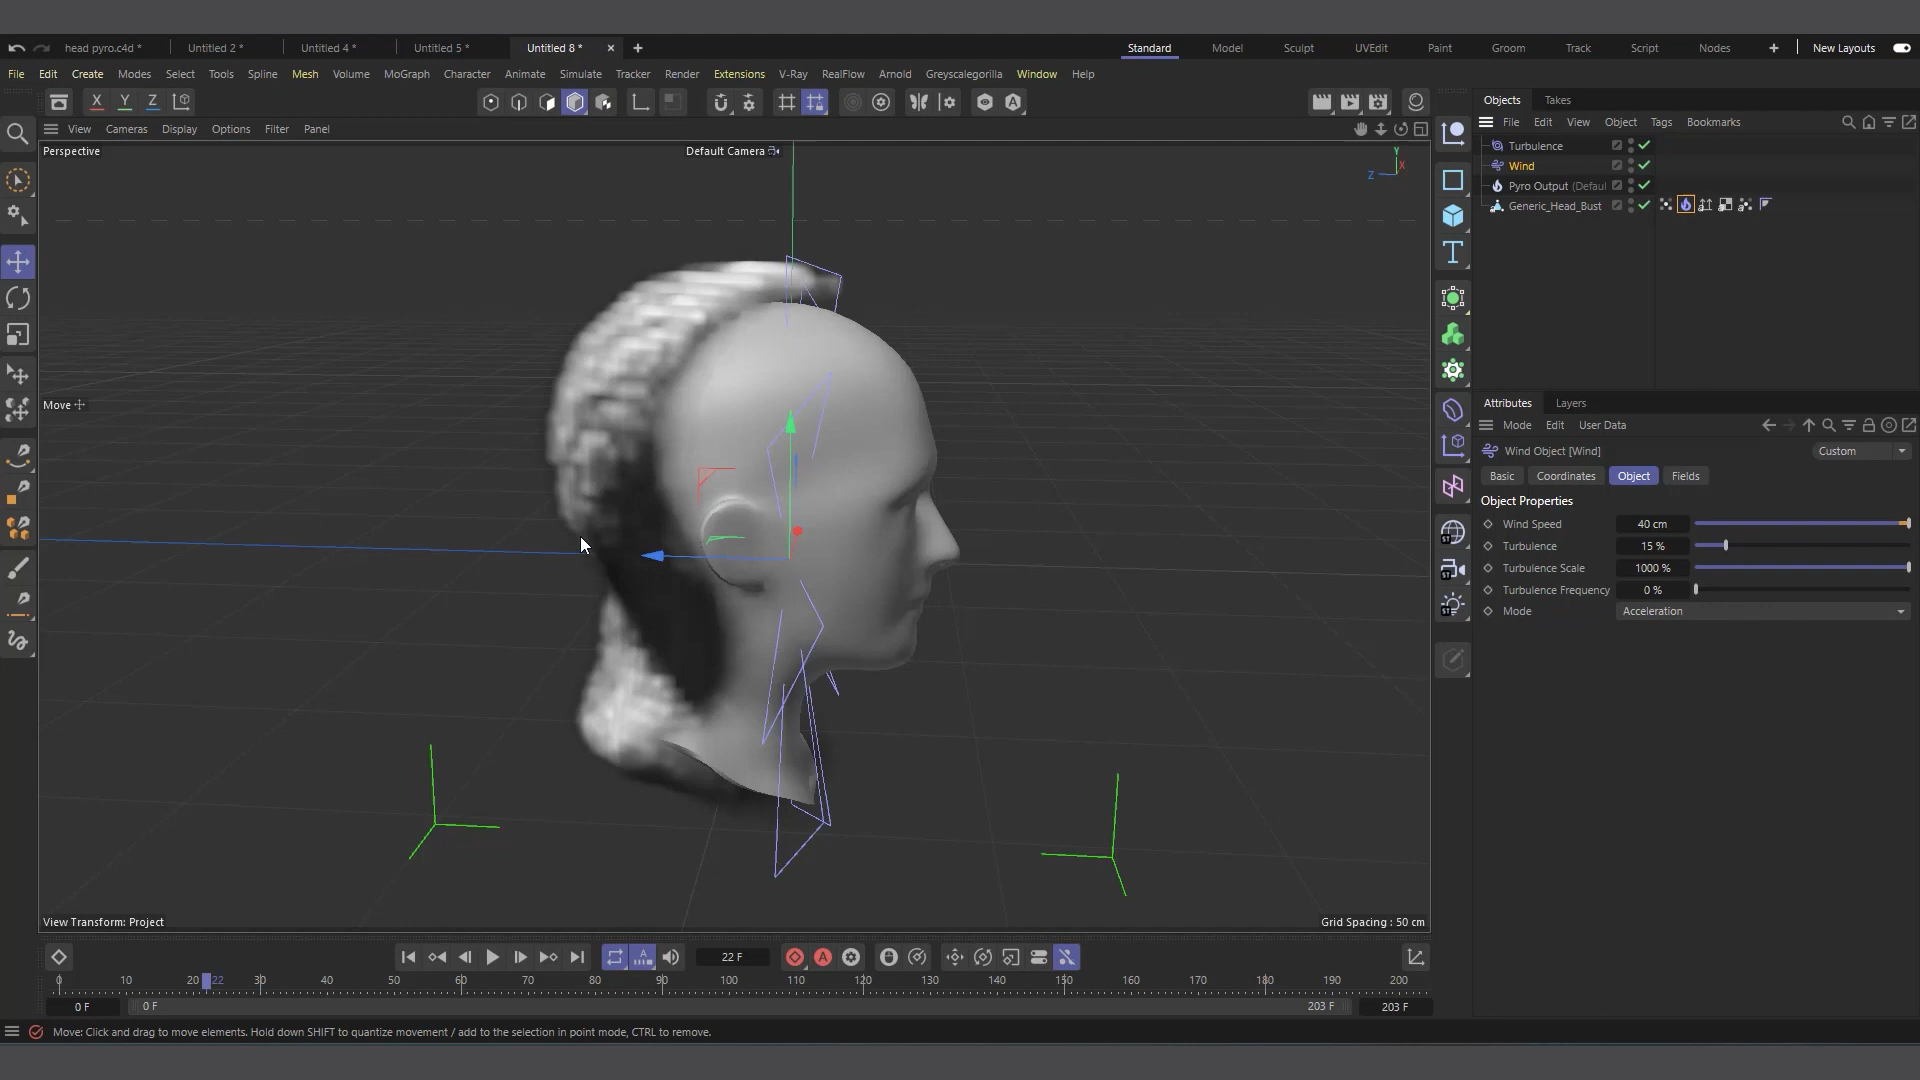 head pyro.c4d *
Untitled 2 *
Untitled 4 *
Untitled 5 *
Untitled 8 *
Standard
Model
Sculpt
UVEdit
Paint
Groom
Track
Script
Nodes
New Layouts
File Edit Create Modes Select Tools Spline Mesh Volume MoGraph Character Animate Simulate Tracker Render Extensions V-Ray RealFlow Arnold Greyscalegorilla Window Help
X Y Z
Objects Takes
View Cameras Display Options Filter Panel
File Edit View Object Tags Bookmarks
Perspective
Default Camera
Y
X
Z
Turbulence
Wind
Pyro Output (Defaul
Generic_Head_Bust
Move
Attributes Layers
Mode Edit User Data
Wind Object [Wind]
Custom
Basic Coordinates Object Fields
Object Properties
Wind Speed 40 cm
Turbulence 15 %
Turbulence Scale 1000 %
Turbulence Frequency 0 %
Mode Acceleration
ST
ST
ST
View Transform: Project
Grid Spacing : 50 cm
22 F
0 10 20 22 30 40 50 60 70 80 90 100 110 120 130 140 150 160 170 180 190 200
0 F
0 F
203 F
203 F
Move: Click and drag to move elements. Hold down SHIFT to quantize movement / add to the selection in point mode, CTRL to remove.